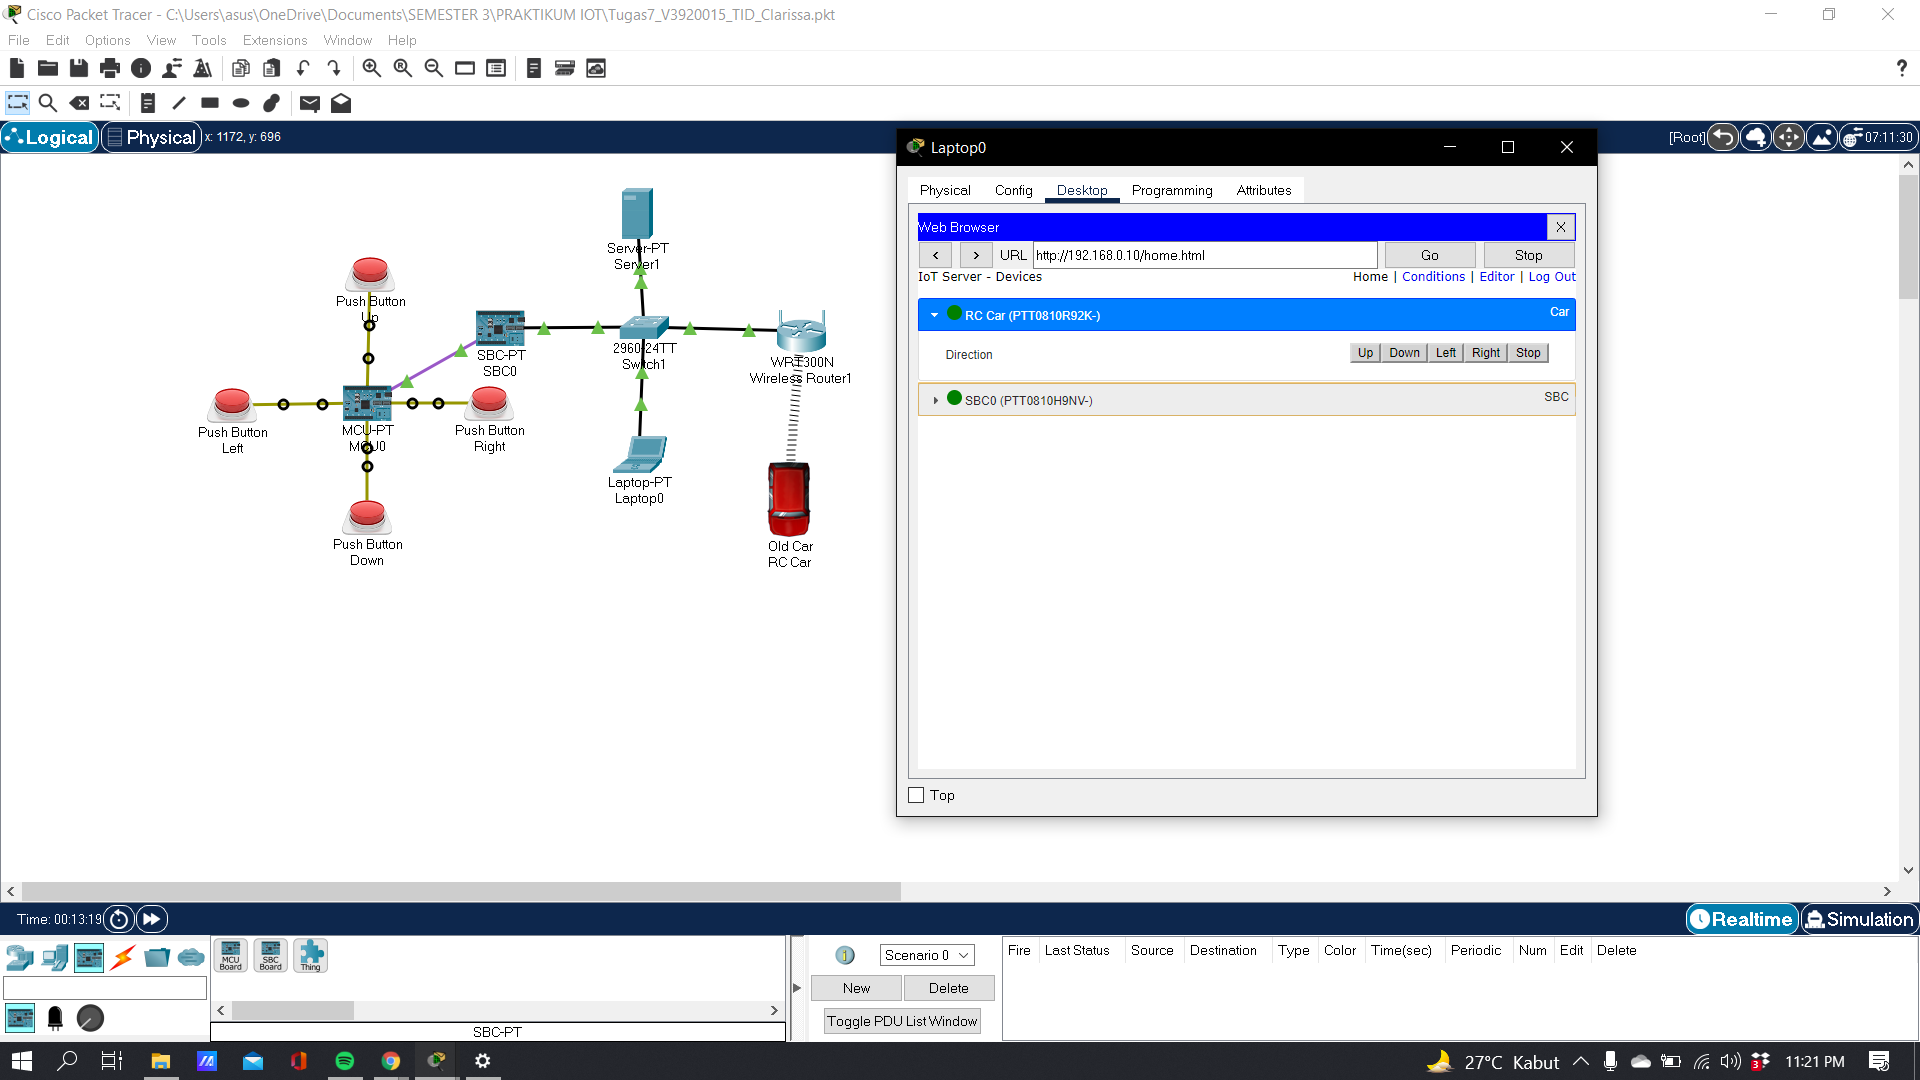 Cisco Packet Tracer - C:\Users\asus\OneDrive\Documents\SEMESTER 3\PRAKTIKUM IOT\Tugas7_V3920015_TID_Clarissa.pkt
File Edit Options View Tools Extensions Window Help
?
Logical Physical x: 1172, y: 696
[Root] 07:11:30
Server-PT
Server1
Push Button
Up
SBC-PT
SBC0
2960-24TT
Switch1
WRT300N
Wireless Router1
Push Button
Left
MCU-PT
MCU0
Push Button
Right
Laptop-PT
Laptop0
Push Button
Down
Old Car
RC Car
Laptop0
Physical Config Desktop Programming Attributes
Web Browser X
< > URL http://192.168.0.10/home.html Go Stop
IoT Server - Devices Home | Conditions | Editor | Log Out
RC Car (PTT0810R92K-) Car
Direction Up Down Left Right Stop
SBC0 (PTT0810H9NV-) SBC
Top
Time: 00:13:19
Realtime Simulation
MCU Board SBC Board Thing
SBC-PT
Scenario 0
New Delete
Toggle PDU List Window
Fire Last Status Source Destination Type Color Time(sec) Periodic Num Edit Delete
27°C Kabut 3 11:21 PM